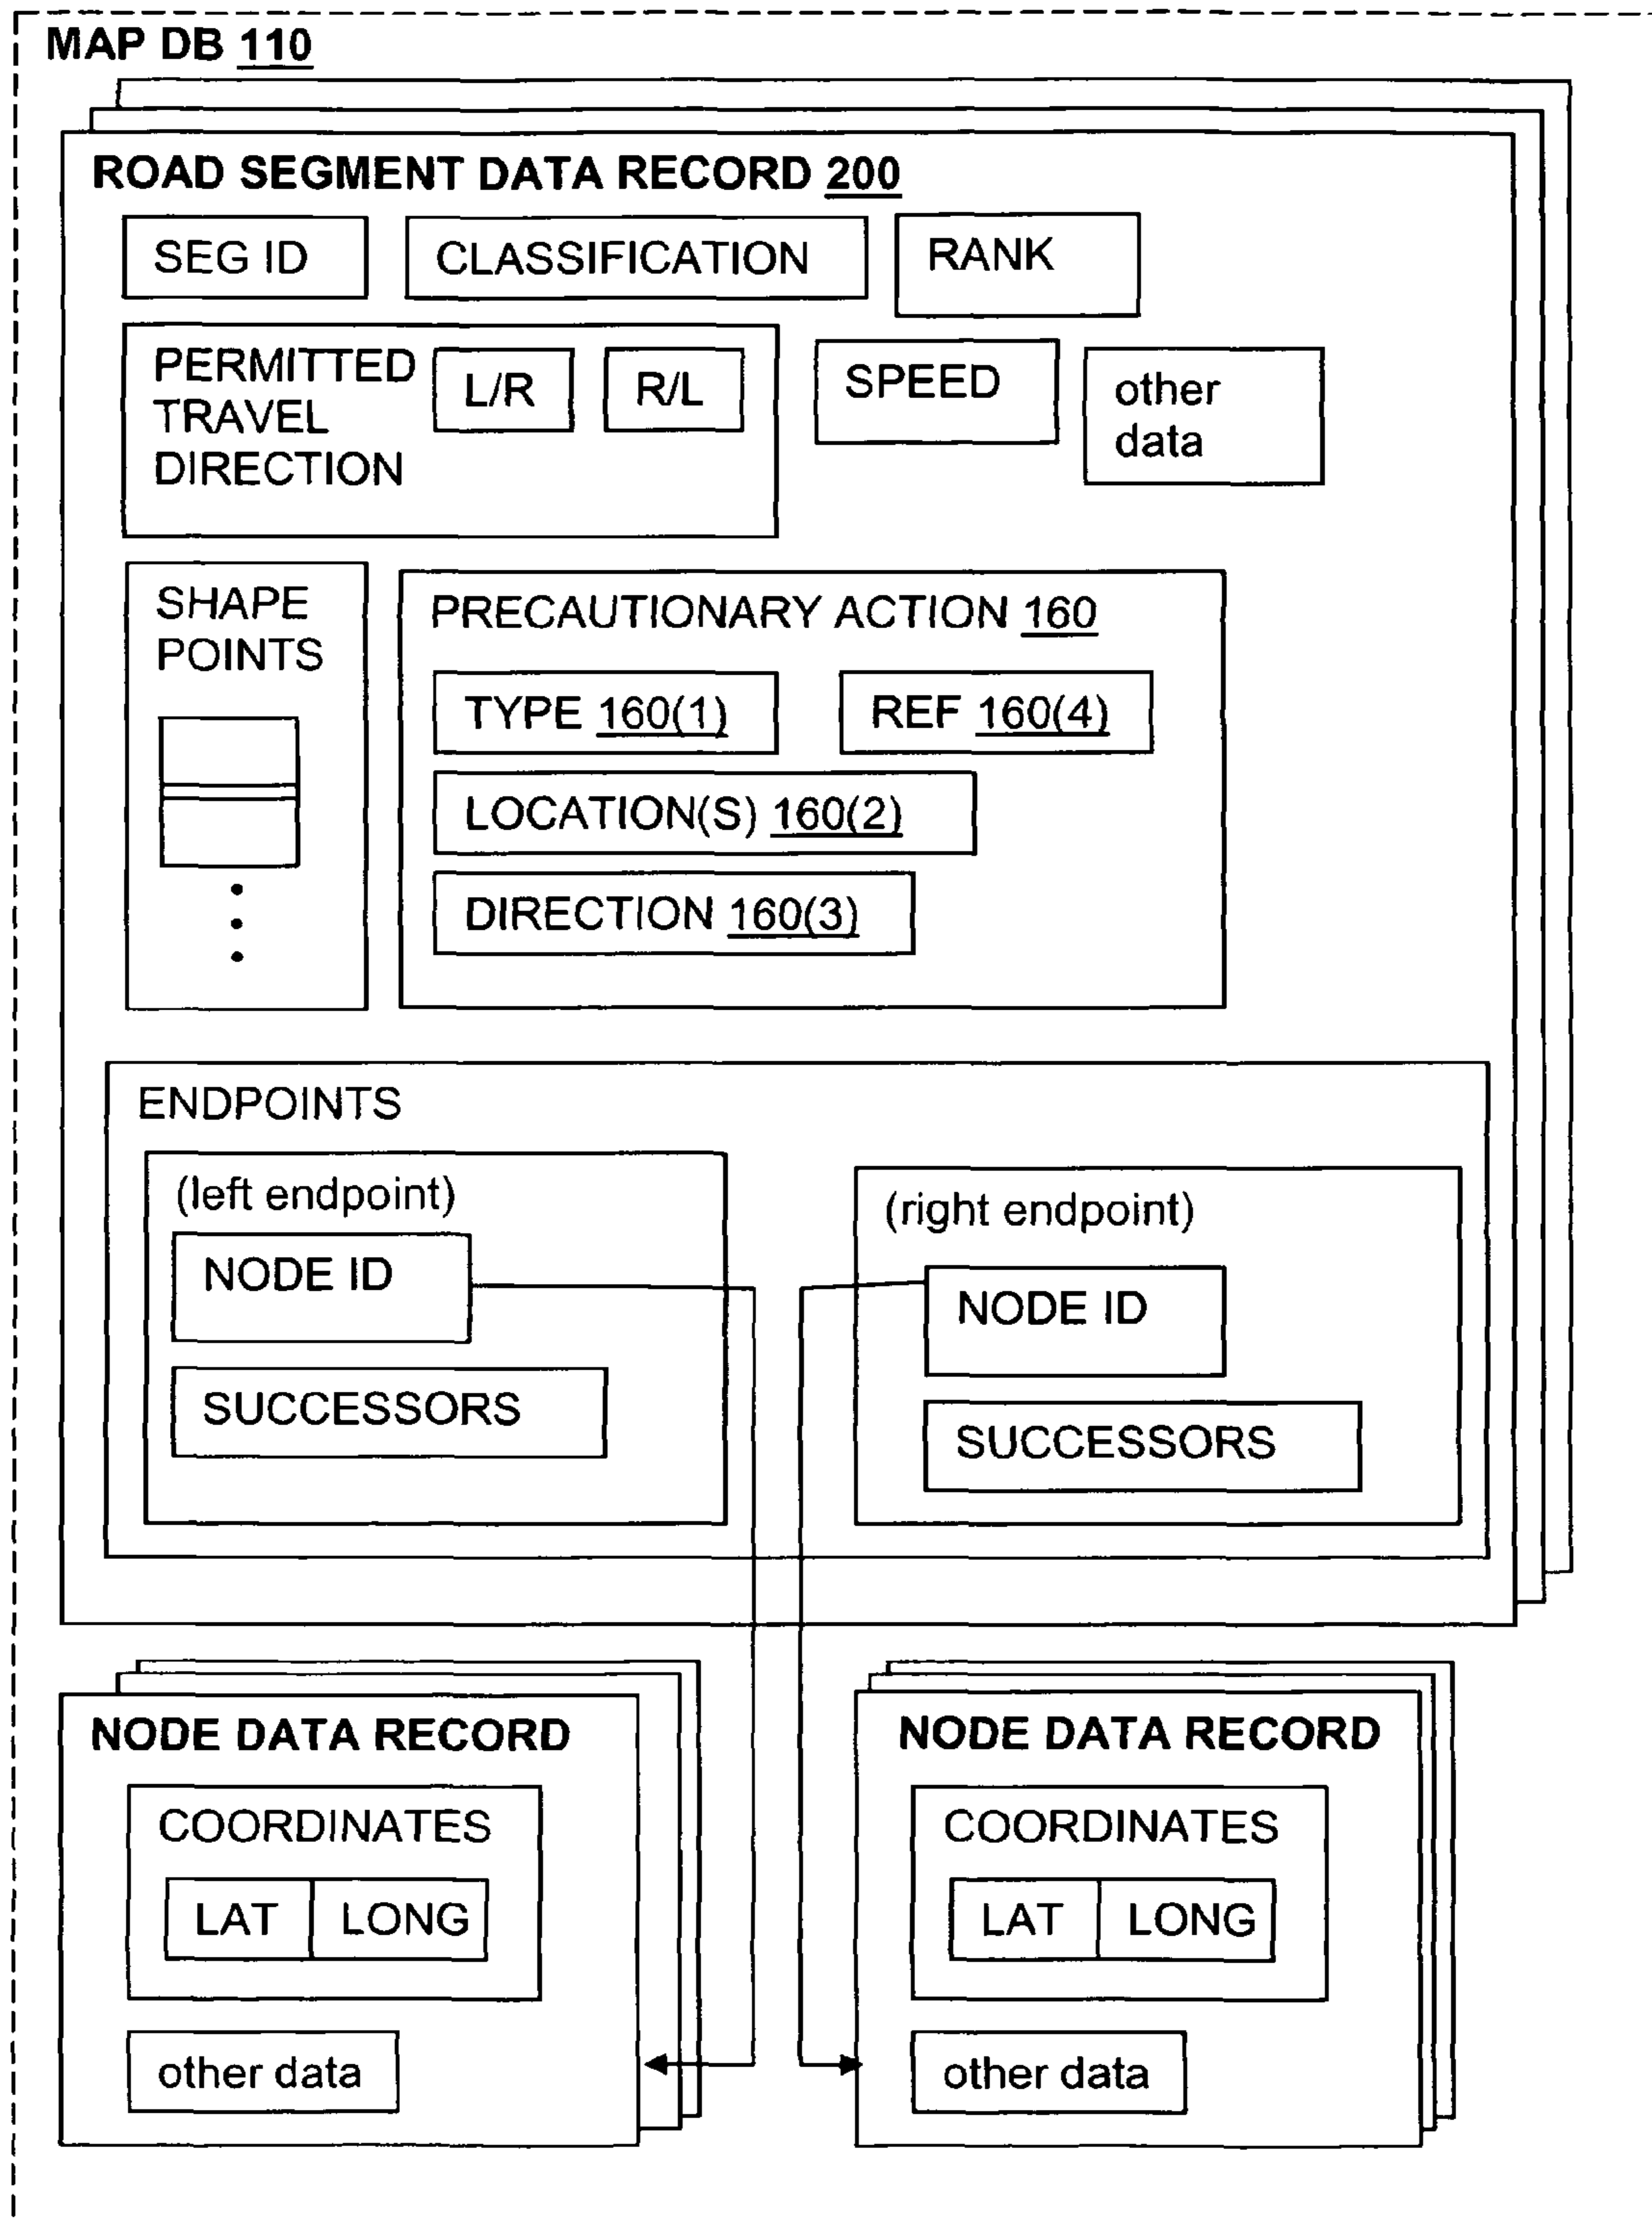 MAP DB 110
ROAD SEGMENT DATA RECORD 200
SEG ID
CLASSIFICATION
RANK
PERMITTED
TRAVEL
DIRECTION
L/R
R/L
SPEED
other
data
SHAPE
POINTS
PRECAUTIONARY ACTION 160
TYPE 160(1)
REF 160(4)
LOCATION(S) 160(2)
DIRECTION 160(3)
ENDPOINTS
(left endpoint)
NODE ID
SUCCESSORS
(right endpoint)
NODE ID
SUCCESSORS
NODE DATA RECORD
COORDINATES
LAT
LONG
other data
NODE DATA RECORD
COORDINATES
LAT
LONG
other data